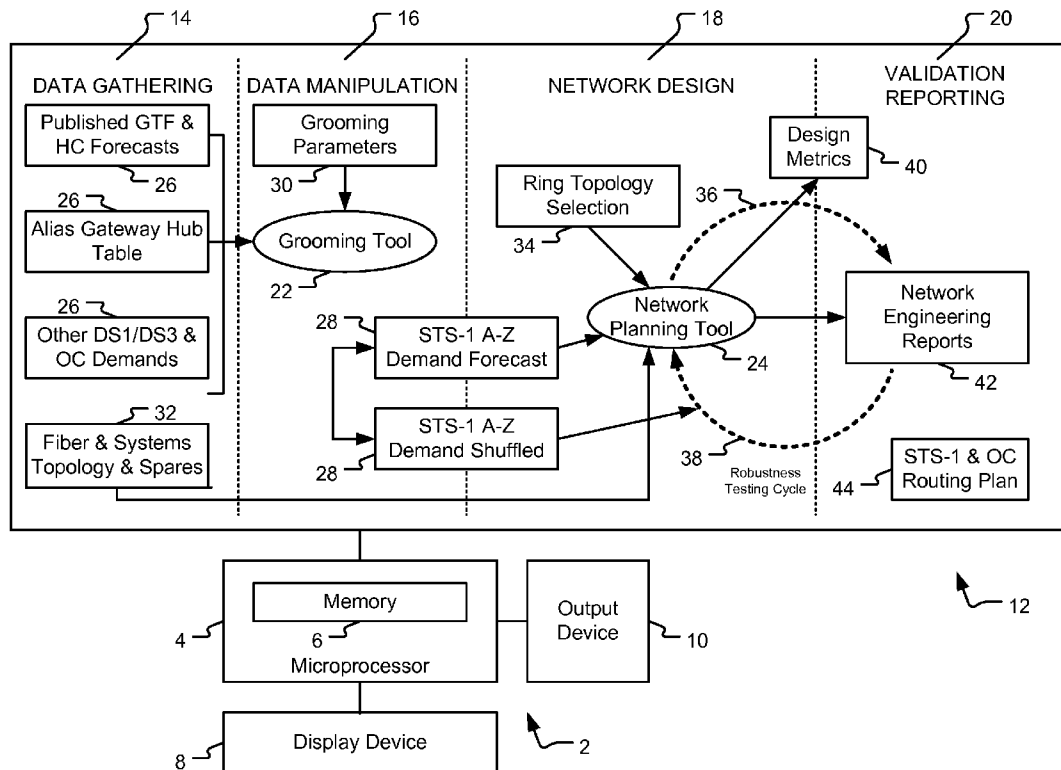 14
16
18
20
DATA GATHERING
DATA MANIPULATION
NETWORK DESIGN
VALIDATION
REPORTING
Published GTF &
HC Forecasts
26
26
Alias Gateway Hub
Table
26
Other DS1/DS3 &
OC Demands
32
Fiber & Systems
Topology & Spares
Grooming
Parameters
30
Grooming Tool
22
28
STS-1 A-Z
Demand Forecast
STS-1 A-Z
Demand Shuffled
28
Ring Topology
Selection
34
36
Network
Planning Tool
24
38
Robustness
Testing Cycle
Design
Metrics
40
Network
Engineering
Reports
42
STS-1 & OC
Routing Plan
44
12
Memory
6
Microprocessor
4
Output
Device
10
Display Device
8
2